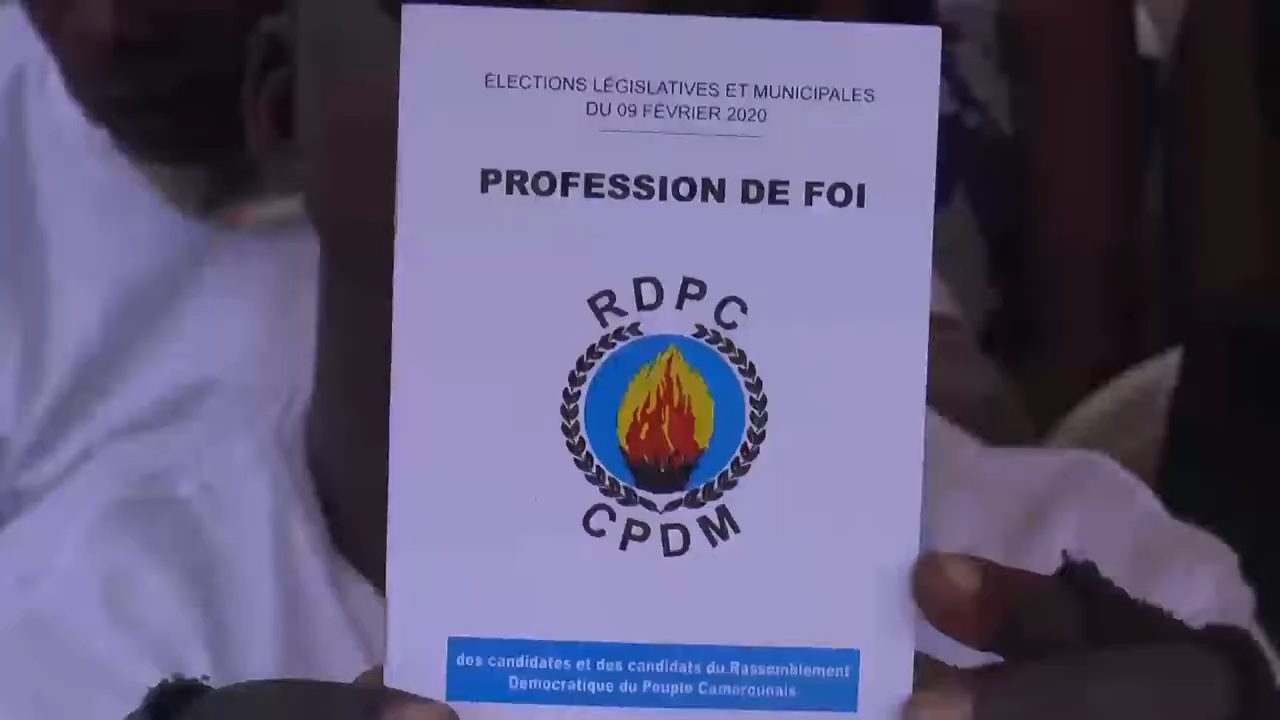 ÉLECTIONS LÉGISLATIVES ET MUNICIPALES
DU 09 FÉVRIER 2020
PROFESSION DE FOI
RDPC
CPDM
des candidates et des candidats du Rassemblement
Démocratique du Peuple Camerounais